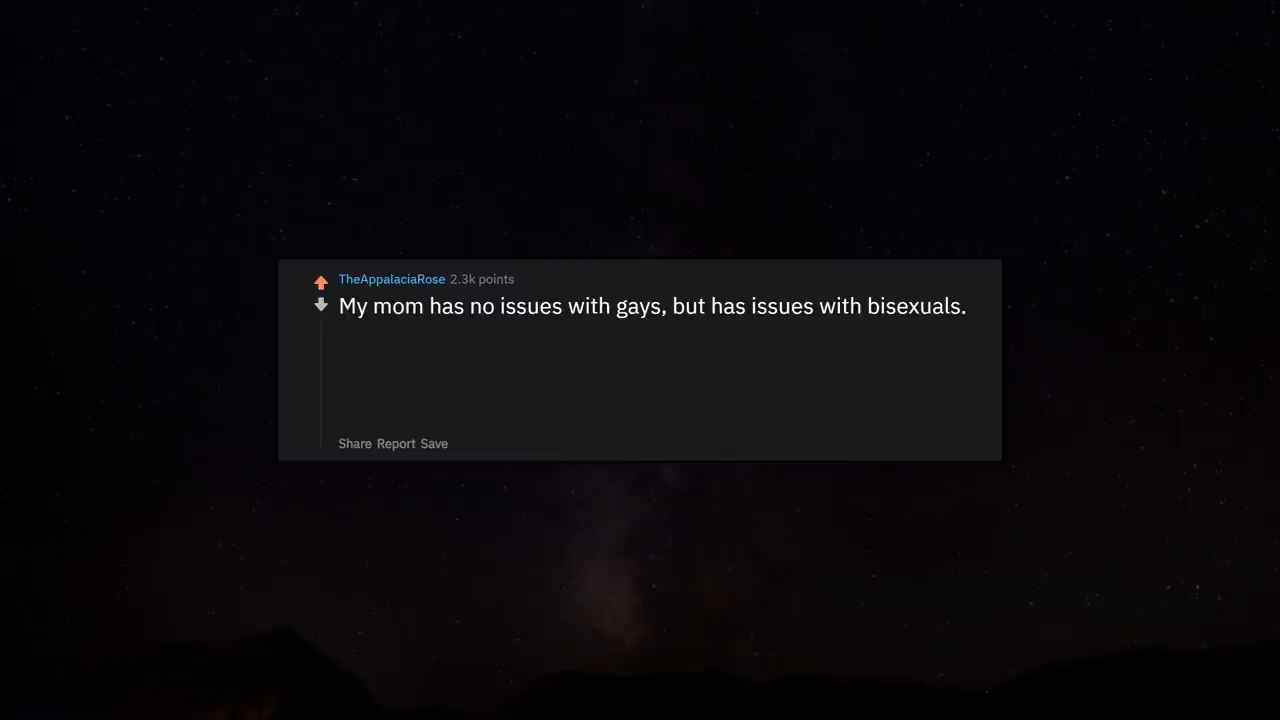 TheAppalaciaRose 2.3k points
My mom has no issues with gays, but has issues with bisexuals.
Share Report Save